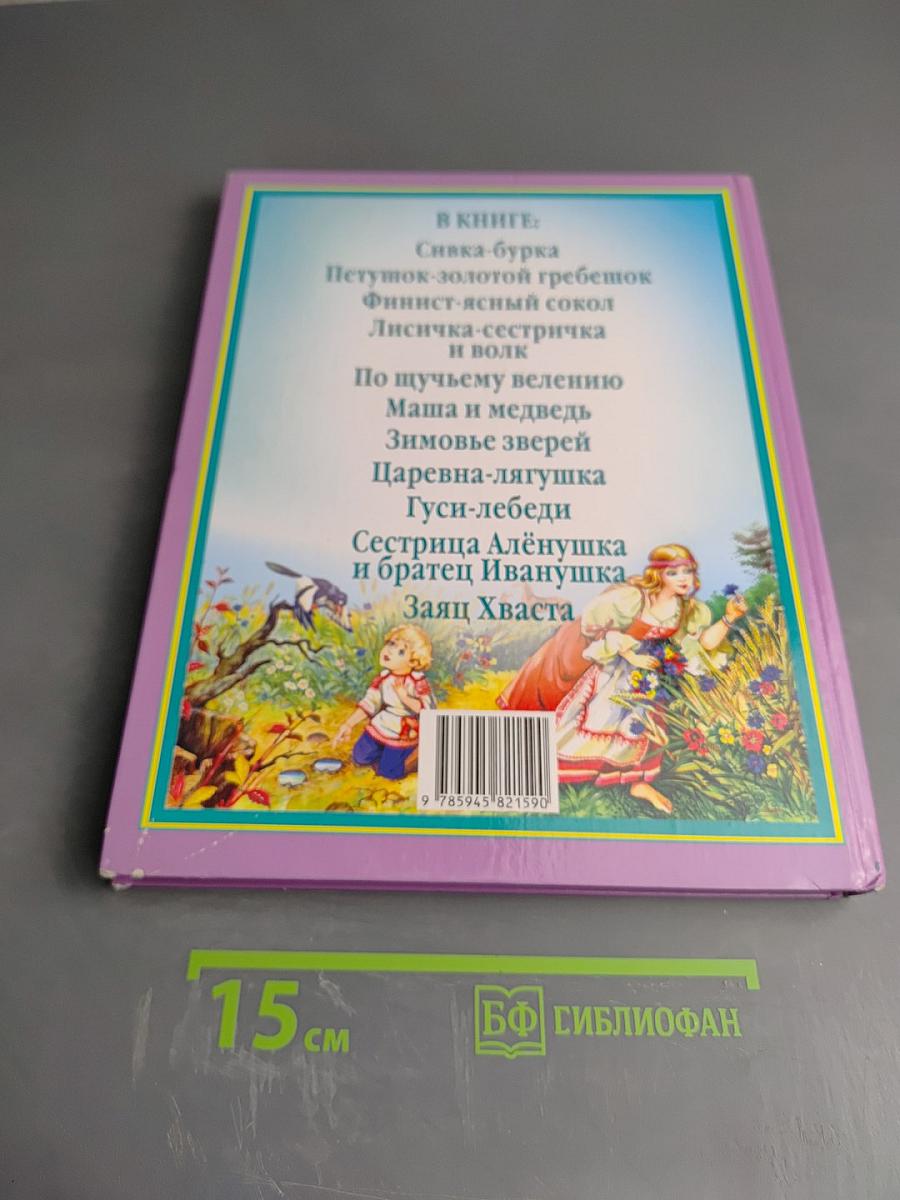 В КНИГЕ:
Сивка-бурка
Петушок-золотой гребешок
Финист-ясный сокол
Лисичка-сестричка
и волк
По щучьему велению
Маша и медведь
Зимовье зверей
Царевна-лягушка
Гуси-лебеди
Сестрица Алёнушка
и братец Иванушка
Заяц Хваста
9 785945 821590
15 см
БФ БИБЛИОФАН